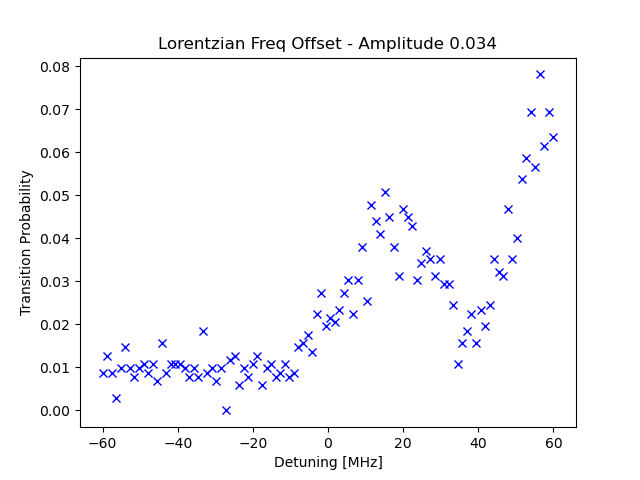 Lorentzian Freq Offset - Amplitude 0.034
Transition Probability
0.08
0.07
0.06
0.05
0.04
0.03
0.02
0.01
0.00
−60 −40 −20 0 20 40 60
Detuning [MHz]